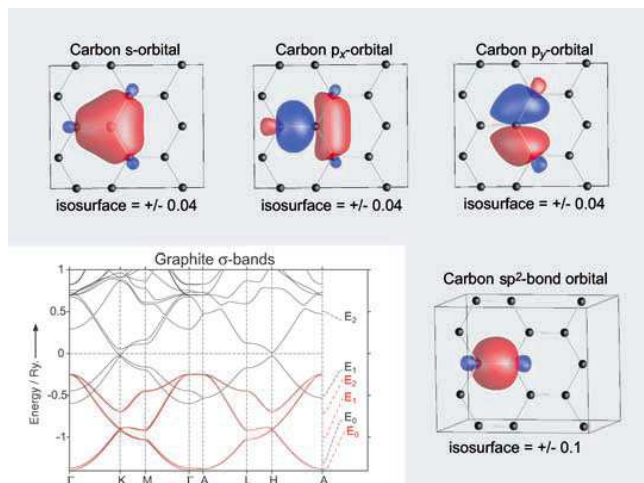 Carbon s-orbital
Carbon px-orbital
Carbon py-orbital
isosurface = +/- 0.04
isosurface = +/- 0.04
isosurface = +/- 0.04
Graphite σ-bands
Energy / Ry.
1
0.5
0
-0.5
-1
Γ K M Γ A L H A
E2
E1
E2
E1
E0
E0
Carbon sp²-bond orbital
isosurface = +/- 0.1